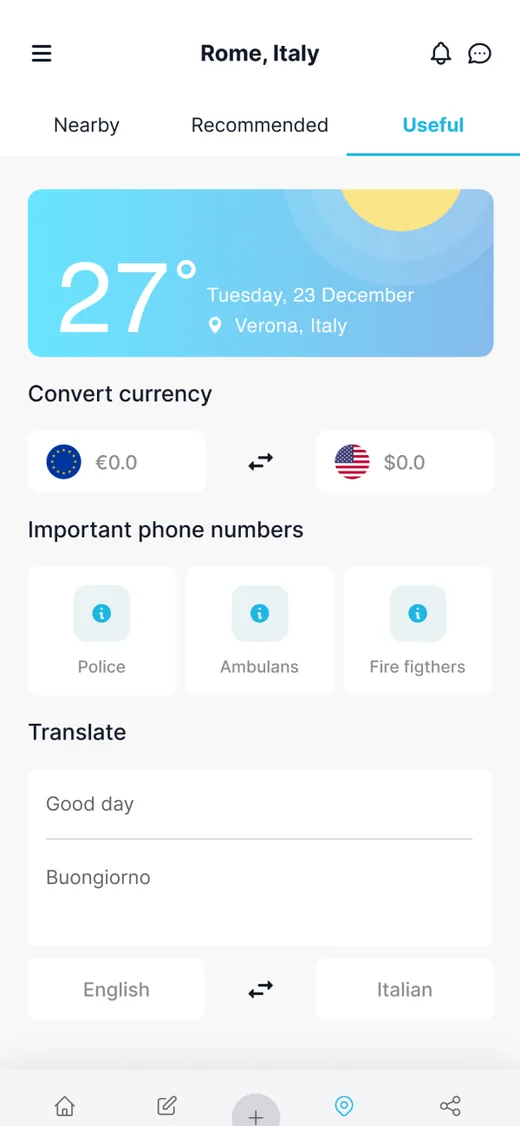 Rome, Italy
Nearby Recommended Useful
27°
Tuesday, 23 December
Verona, Italy
Convert currency
€0.0 $0.0
Important phone numbers
Police Ambulans Fire figthers
Translate
Good day
Buongiorno
English Italian